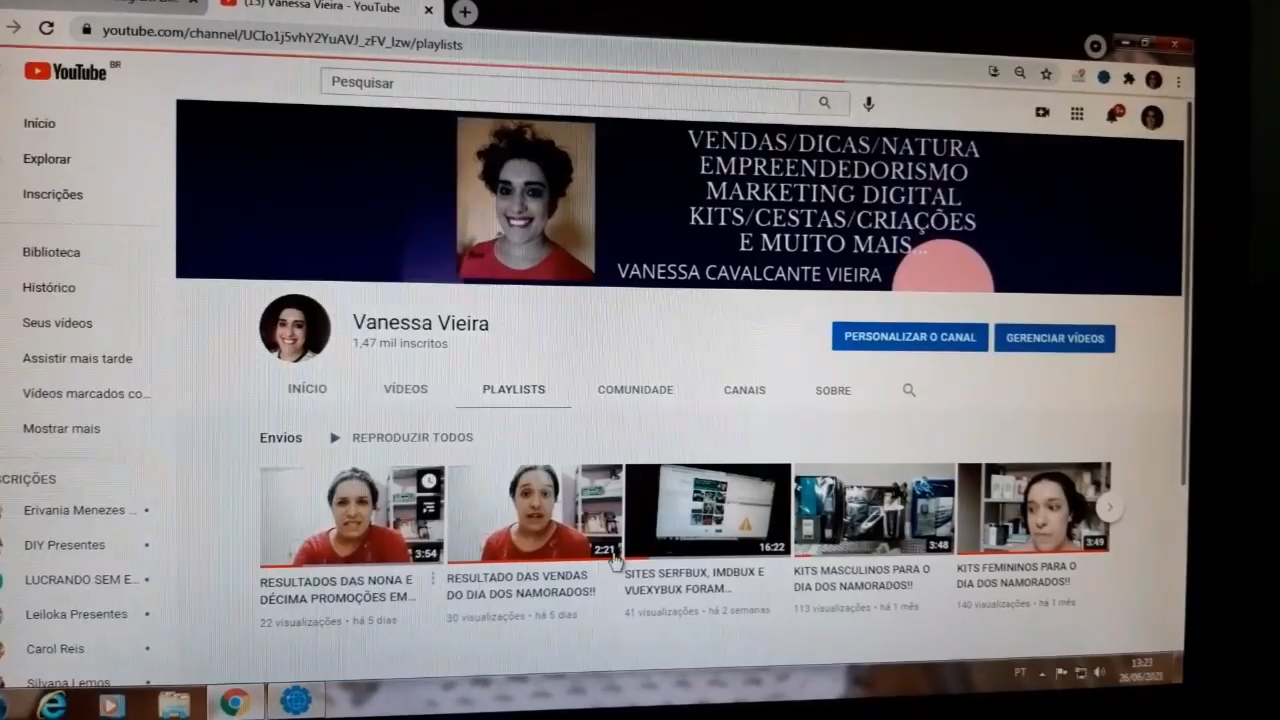 (15) Vanessa Vieira - YouTube
youtube.com/channel/UCIo1j5vhY2YuAVJ_zFV_lzw/playlists
YouTube BR
Pesquisar
Início
Explorar
Inscrições
Biblioteca
Histórico
Seus vídeos
Assistir mais tarde
Vídeos marcados co...
Mostrar mais
SCRIÇÕES
Erivania Menezes ...
DIY Presentes
LUCRANDO SEM E...
Leiloka Presentes
Carol Reis
Silvana Lemos
VENDAS/DICAS/NATURA
EMPREENDEDORISMO
MARKETING DIGITAL
KITS/CESTAS/CRIAÇÕES
E MUITO MAIS...
VANESSA CAVALCANTE VIEIRA
Vanessa Vieira
1,47 mil inscritos
PERSONALIZAR O CANAL
GERENCIAR VÍDEOS
INÍCIO VÍDEOS PLAYLISTS COMUNIDADE CANAIS SOBRE
Envios REPRODUZIR TODOS
3:54
RESULTADOS DAS NONA E
DÉCIMA PROMOÇÕES EM...
22 visualizações • há 5 dias
2:21
RESULTADO DAS VENDAS
DO DIA DOS NAMORADOS!!
30 visualizações • há 5 dias
16:22
SITES SERFBUX, IMDBUX E
VUEXYBUX FORAM...
41 visualizações • há 2 semanas
3:48
KITS MASCULINOS PARA O
DIA DOS NAMORADOS!!
113 visualizações • há 1 mês
3:49
KITS FEMININOS PARA O
DIA DOS NAMORADOS!!
140 visualizações • há 1 mês
PT
13:23
26/06/2021